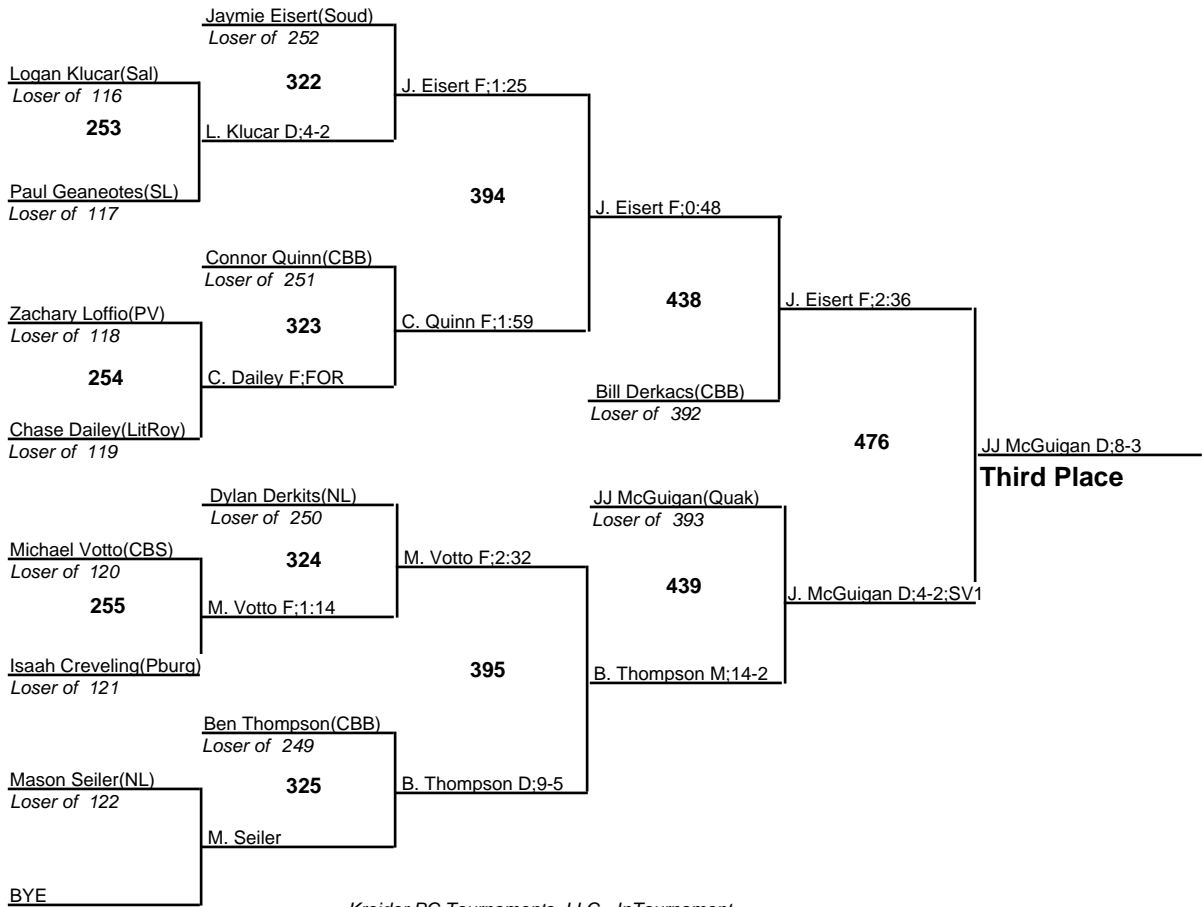 Jaymie Eisert(Soud)
Loser of 252
Logan Klucar(Sal)
Loser of 116
322
J. Eisert F;1:25
253
L. Klucar D;4-2
Paul Geaneotes(SL)
Loser of 117
394
J. Eisert F;0:48
Connor Quinn(CBB)
Loser of 251
Zachary Loffio(PV)
Loser of 118
323
C. Quinn F;1:59
438
J. Eisert F;2:36
254
C. Dailey F;FOR
Bill Derkacs(CBB)
Loser of 392
Chase Dailey(LitRoy)
Loser of 119
476
JJ McGuigan D;8-3
Third Place
Dylan Derkits(NL)
Loser of 250
JJ McGuigan(Quak)
Loser of 393
Michael Votto(CBS)
Loser of 120
324
M. Votto F;2:32
439
J. McGuigan D;4-2;SV1
255
M. Votto F;1:14
Isaah Creveling(Pburg)
Loser of 121
395
B. Thompson M;14-2
Ben Thompson(CBB)
Loser of 249
Mason Seiler(NL)
Loser of 122
325
B. Thompson D;9-5
M. Seiler
BYE